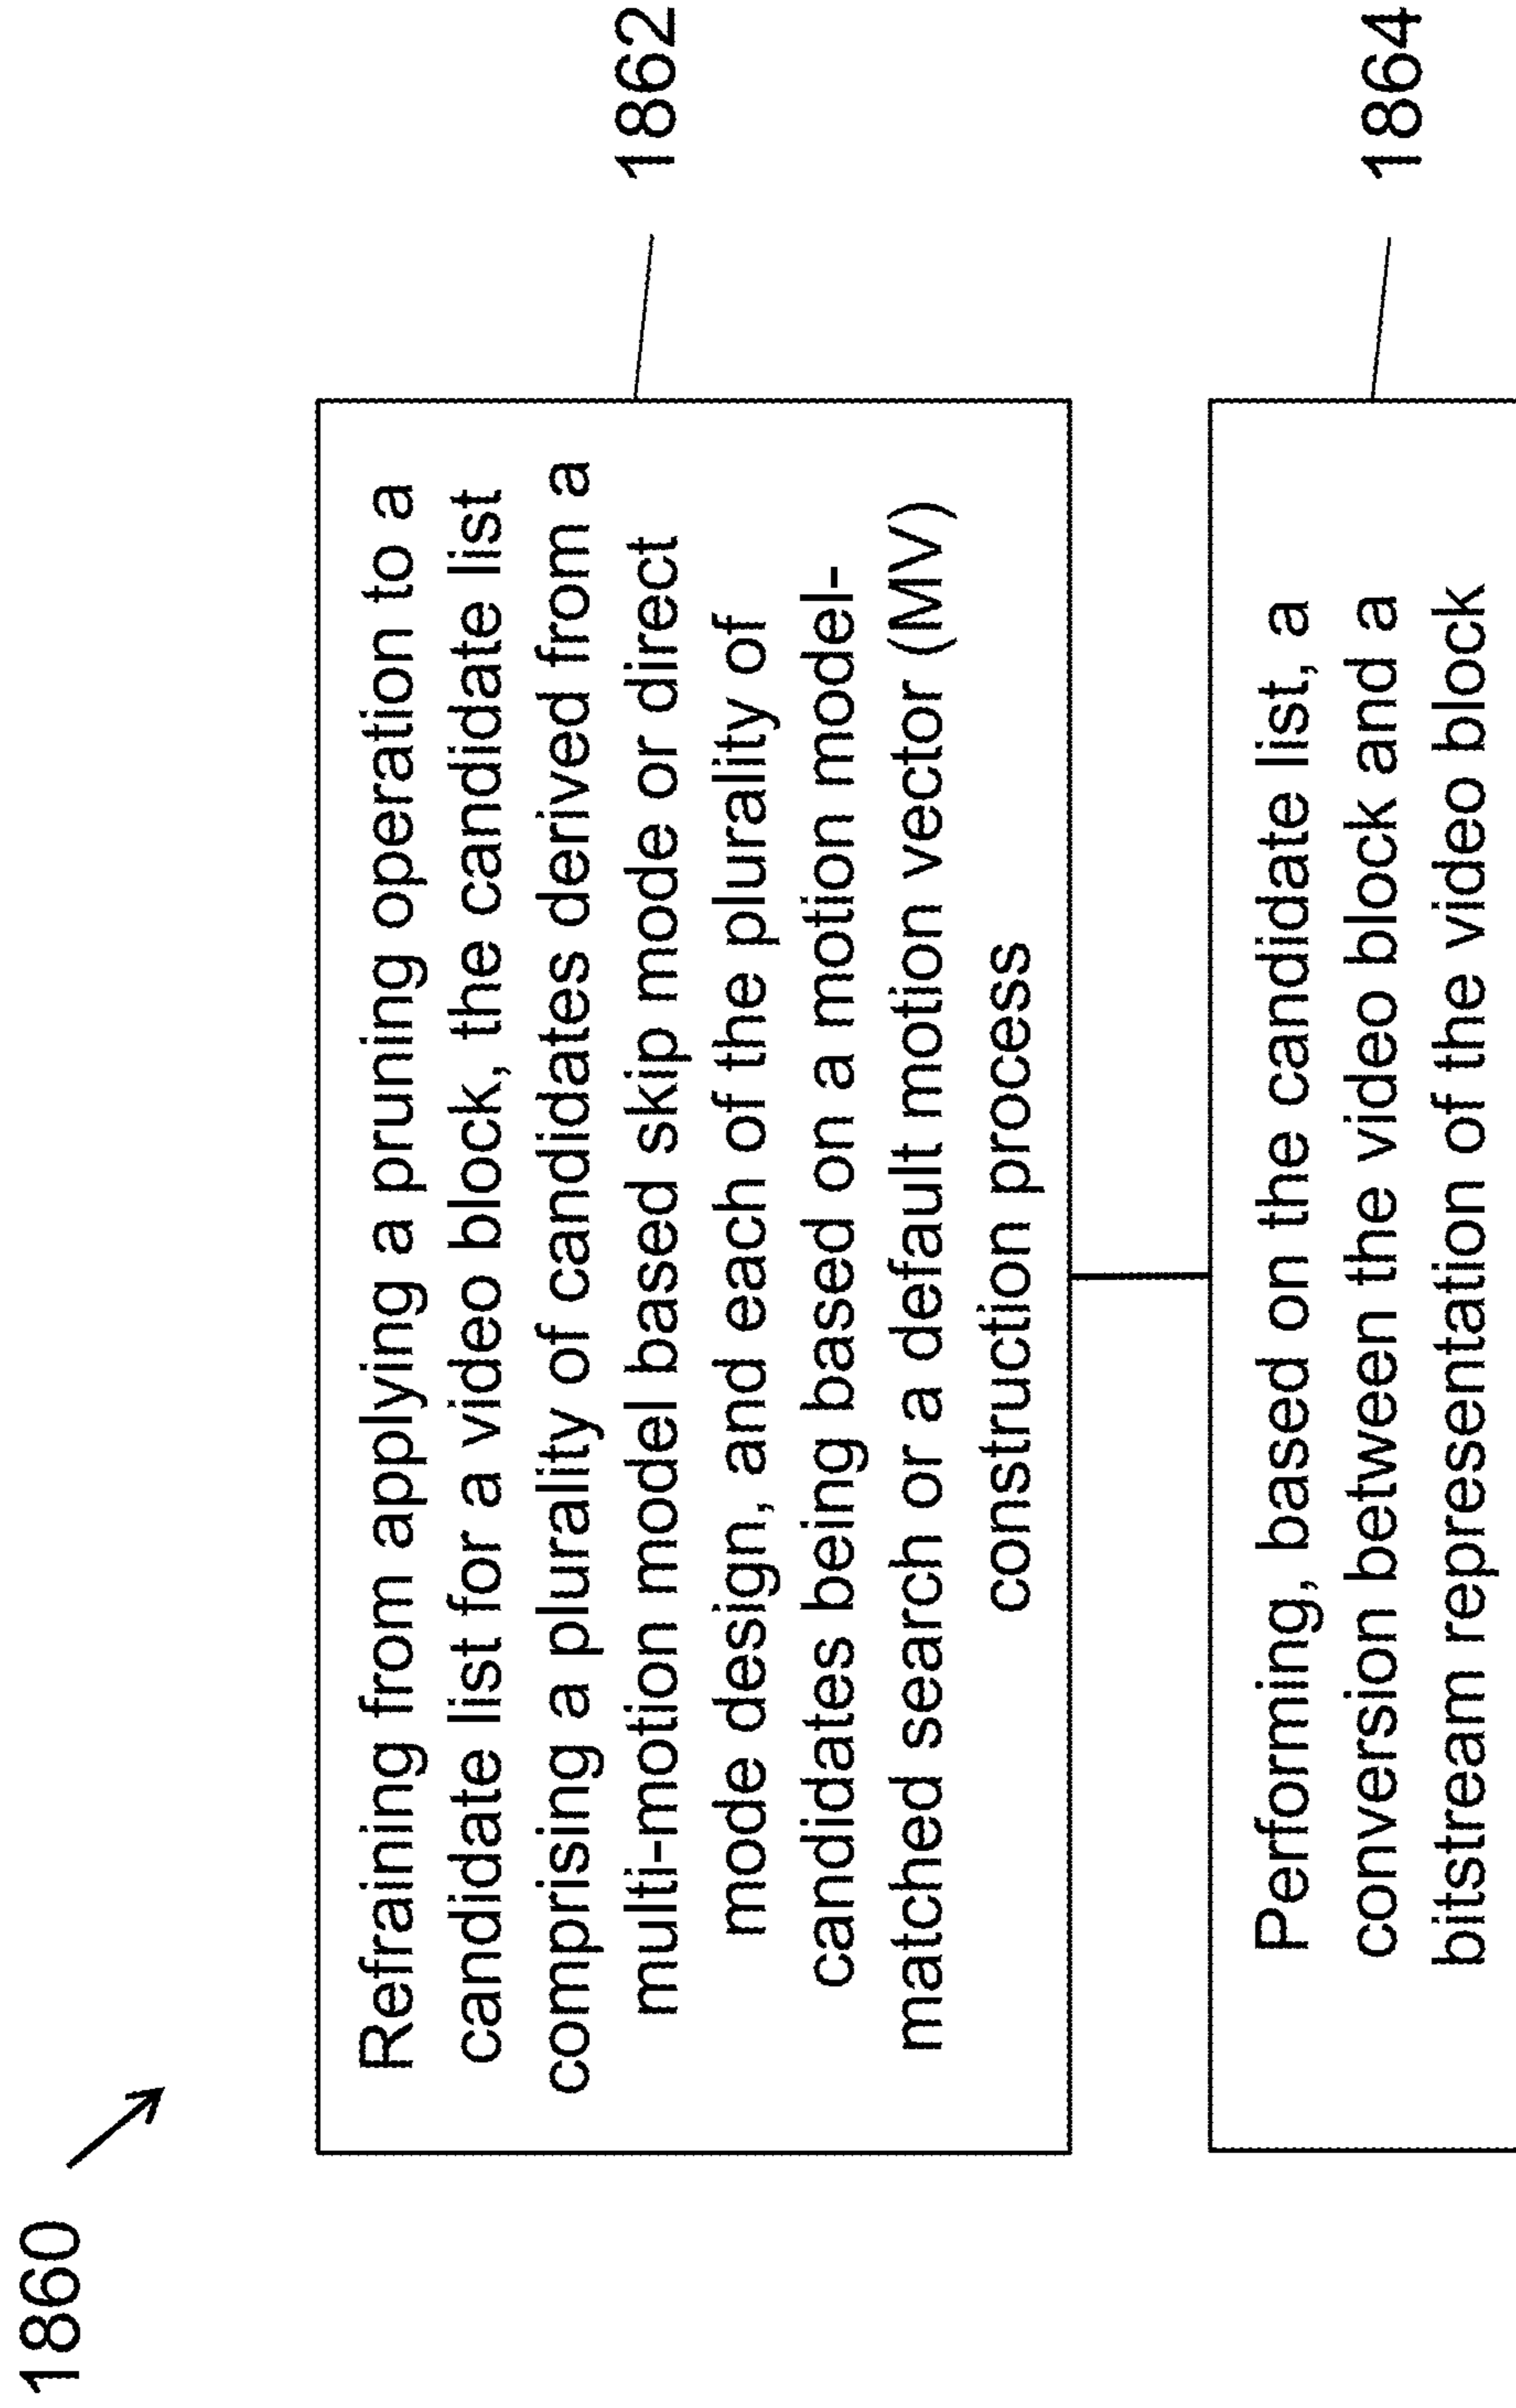 1860
Refraining from applying a pruning operation to a
candidate list for a video block, the candidate list
comprising a plurality of candidates derived from a
multi-motion model based skip mode or direct
mode design, and each of the plurality of
candidates being based on a motion model-
matched search or a default motion vector (MV)
construction process
1862
Performing, based on the candidate list, a
conversion between the video block and a
bitstream representation of the video block
1864